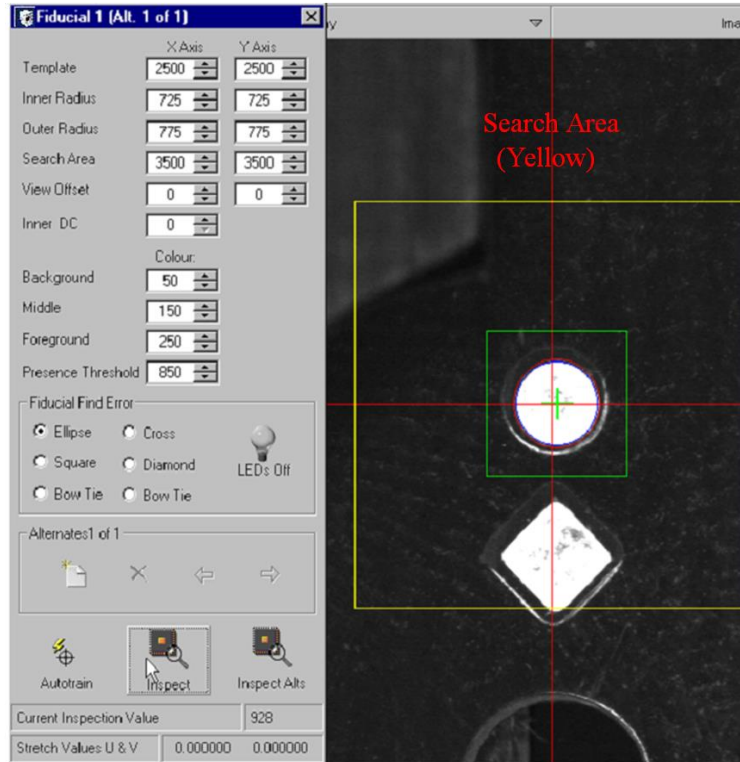 Fiducial 1 (Alt. 1 of 1)
X Axis Y Axis
Template 2500 2500
Inner Radius 725 725
Outer Radius 775 775
Search Area 3500 3500
View Offset 0 0
Inner DC 0
Colour:
Background 50
Middle 150
Foreground 250
Presence Threshold 850
Fiducial Find Error
Ellipse Cross
Square Diamond
Bow Tie Bow Tie
LEDs Off
Alternates1 of 1
Autotrain Inspect Inspect Alts
Current Inspection Value 928
Stretch Values U & V 0.000000 0.000000
Search Area
(Yellow)